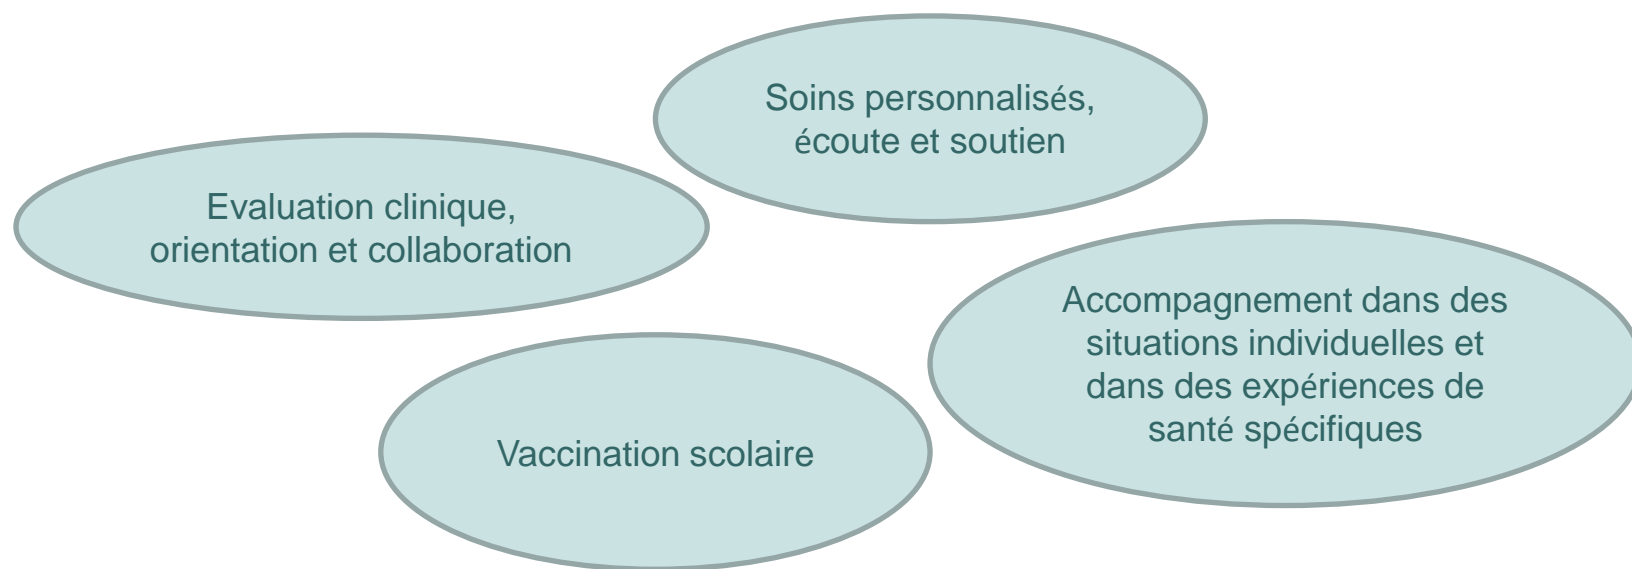 Soins personnalisés,
écoute et soutien
Evaluation clinique,
orientation et collaboration
Accompagnement dans des
situations individuelles et
dans des expériences de
santé spécifiques
Vaccination scolaire